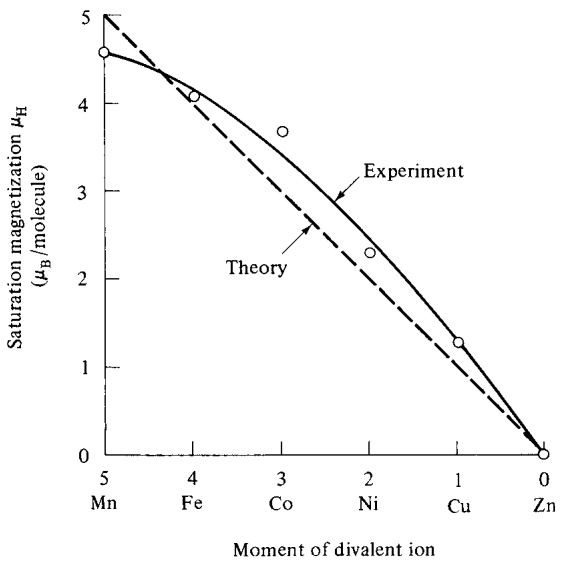 Saturation magnetization μH
(μB/molecule)
5
4
3
2
1
0
Experiment
Theory
5 4 3 2 1 0
Mn Fe Co Ni Cu Zn
Moment of divalent ion